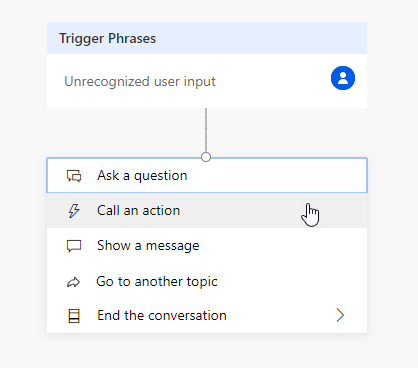 Trigger Phrases
Unrecognized user input
Ask a question
Call an action
Show a message
Go to another topic
End the conversation